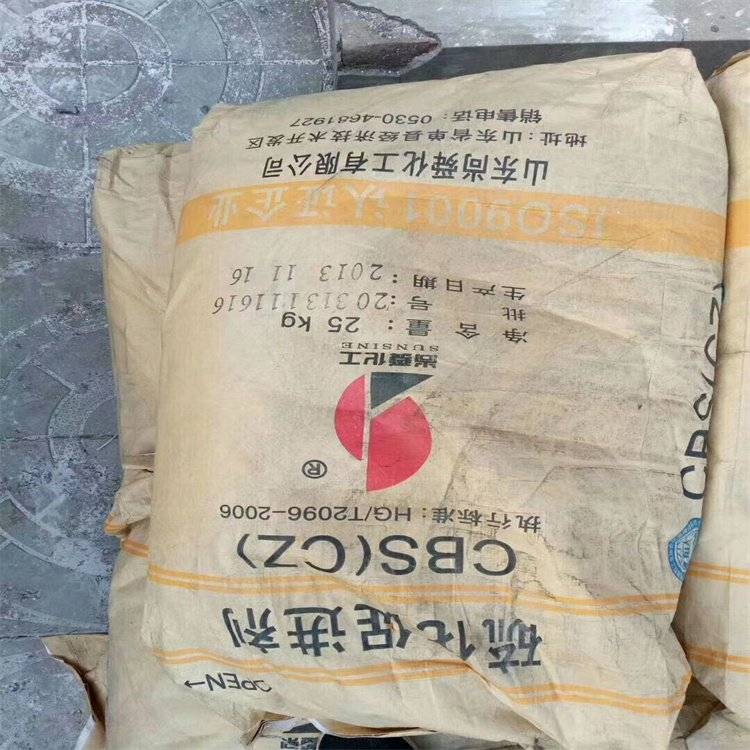 OPEN→
硫化促进剂
CBS(CZ)
执行标准：HG/T2096-2006
®
尚舜化工
SUNSINE
净含量：25 kg
批号：20313111616
生产日期：2013 11 16
ISO9001认证企业
山东尚舜化工有限公司
地址：山东省单县经济技术开发区
销售电话：0530-4681927
CBS(CZ)